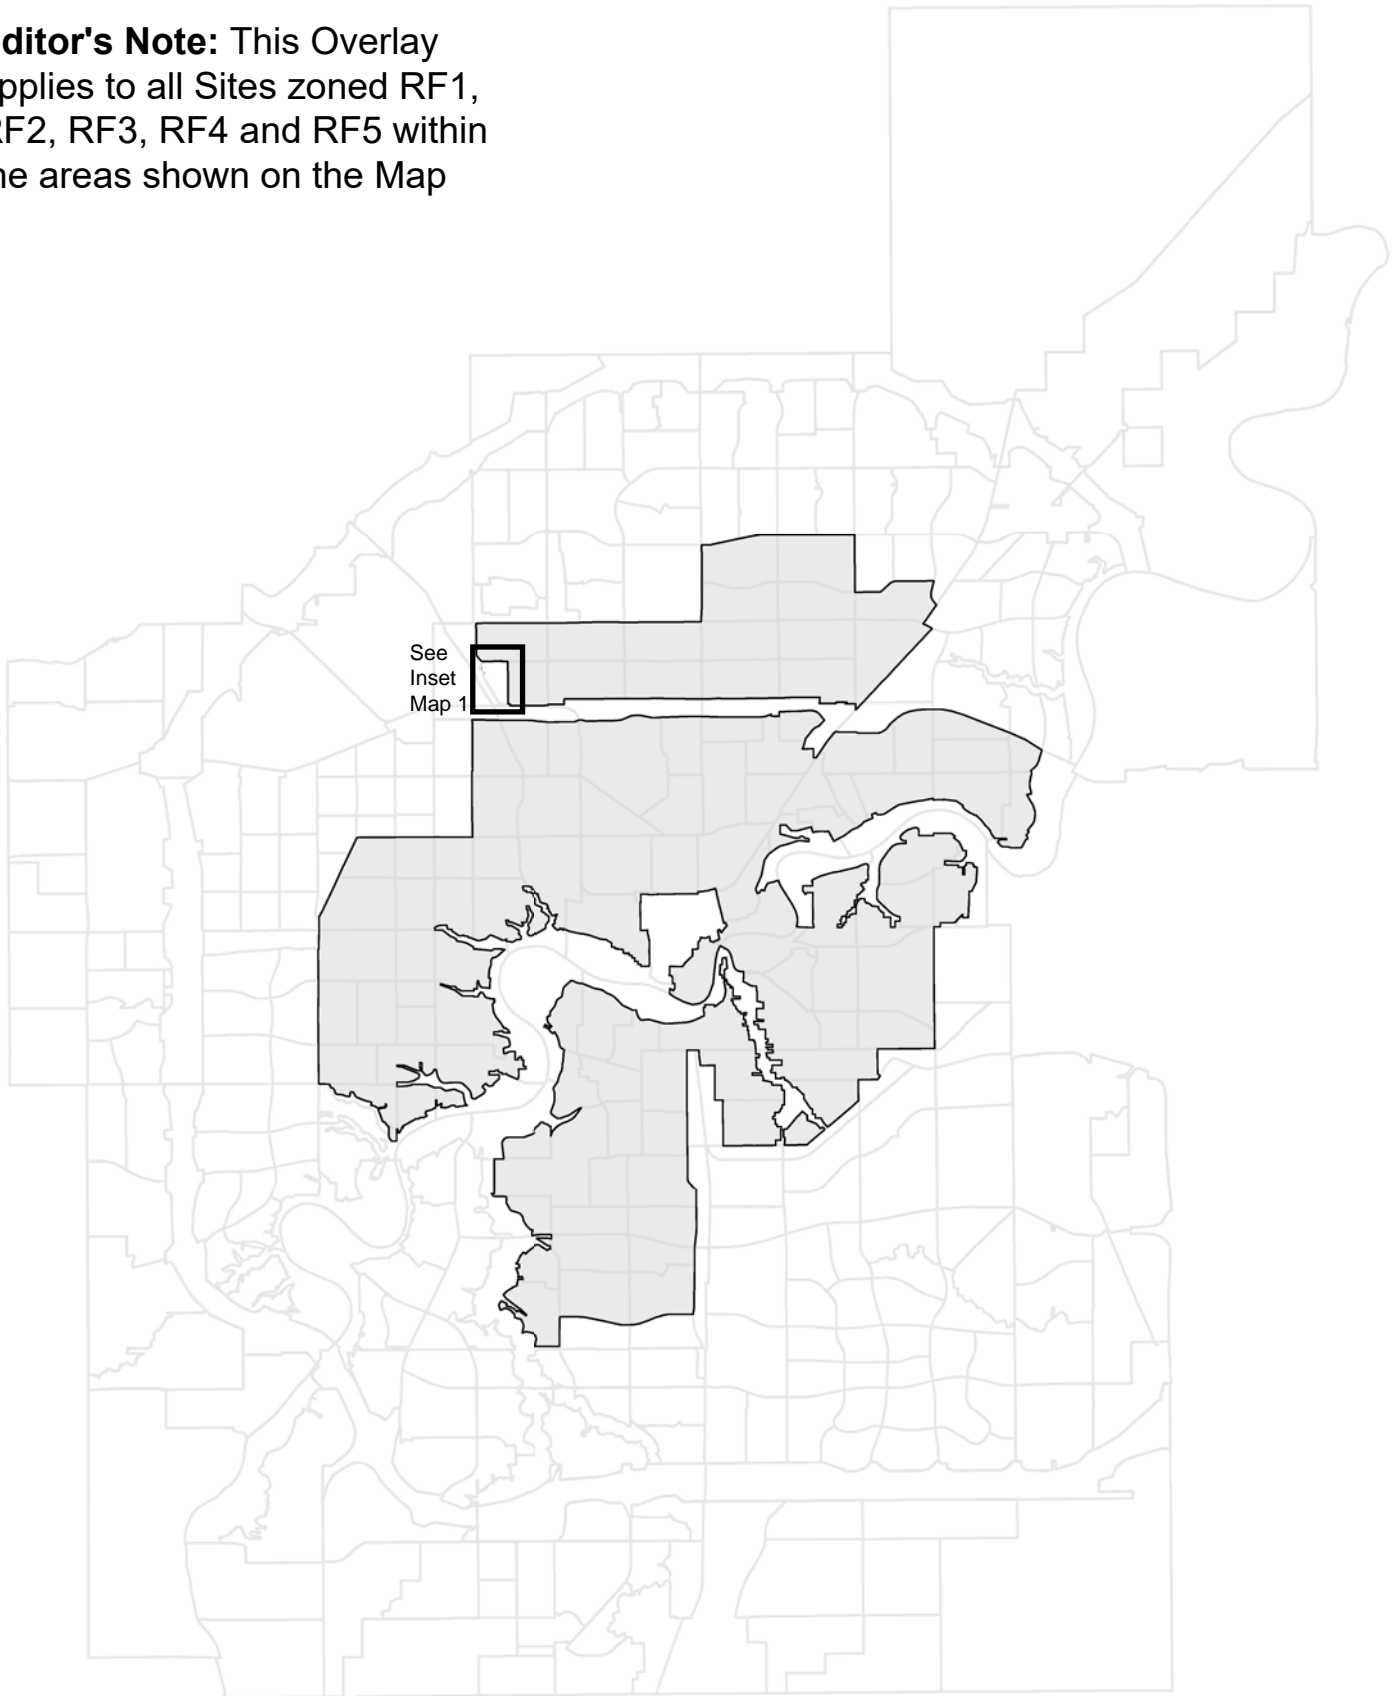 ditor's Note: This Overlay
pplies to all Sites zoned RF1,
RF2, RF3, RF4 and RF5 within
he areas shown on the Map
See
Inset
Map 1